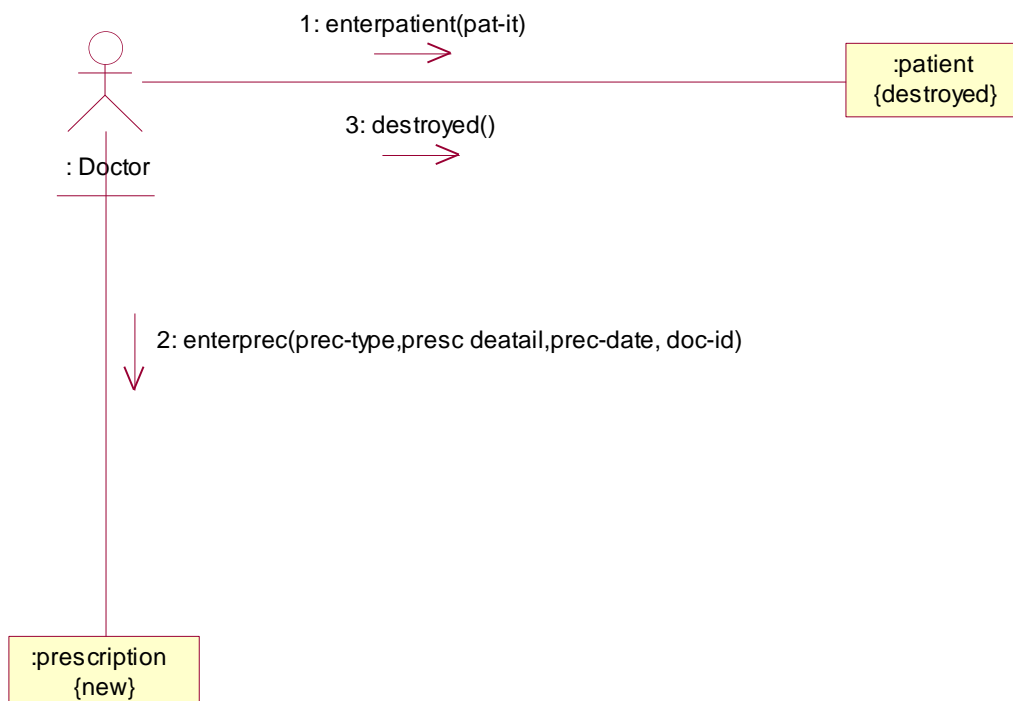 1: enterpatient(pat-it)
:patient
{destroyed}
3: destroyed()
: Doctor
2: enterprec(prec-type,presc deatail,prec-date, doc-id)
:prescription
{new}